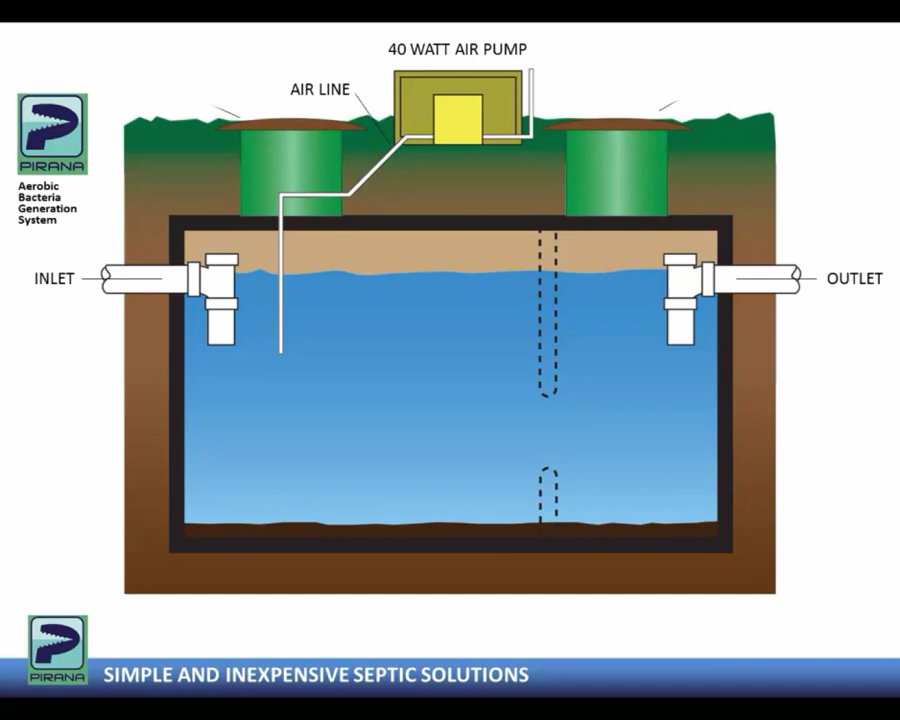 40 WATT AIR PUMP
AIR LINE
PIRANA
Aerobic
Bacteria
Generation
System
INLET
OUTLET
PIRANA
SIMPLE AND INEXPENSIVE SEPTIC SOLUTIONS